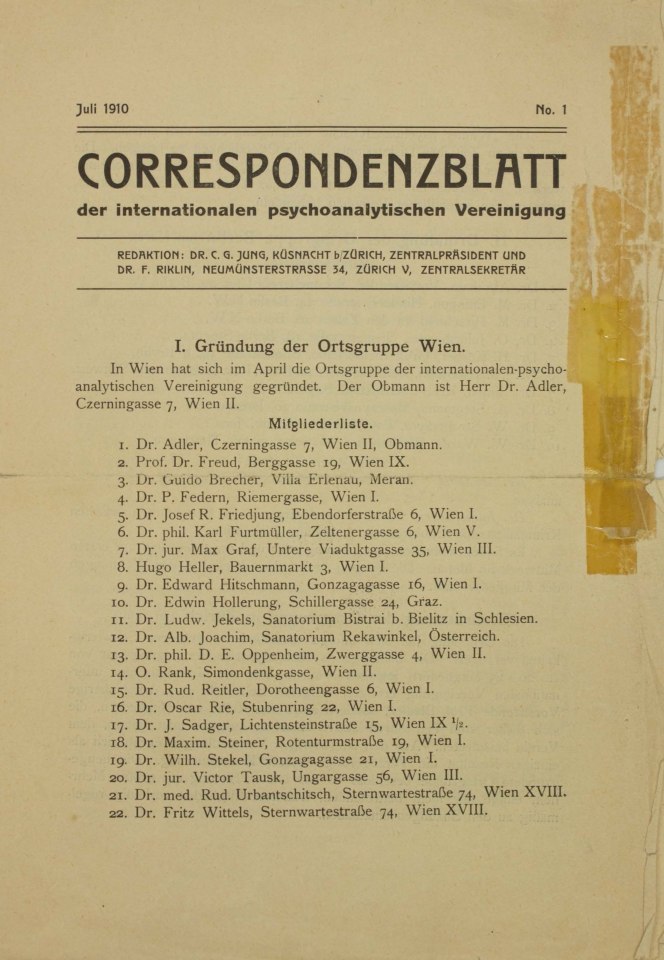 Juli 1910
No. 1
CORRESPONDENZBLATT
der internationalen psychoanalytischen Vereinigung
REDAKTION: DR. C. G. JUNG, KÜSNACHT b/ZÜRICH, ZENTRALPRÄSIDENT UND
DR. F. RIKLIN, NEUMÜNSTERSTRASSE 34, ZÜRICH V, ZENTRALSEKRETÄR
I. Gründung der Ortsgruppe Wien.
In Wien hat sich im April die Ortsgruppe der internationalen-psycho-
analytischen Vereinigung gegründet. Der Obmann ist Herr Dr. Adler,
Czerningasse 7, Wien II.
Mitgliederliste.
1. Dr. Adler, Czerningasse 7, Wien II, Obmann.
2. Prof. Dr. Freud, Berggasse 19, Wien IX.
3. Dr. Guido Brecher, Villa Erlenau, Meran.
4. Dr. P. Federn, Riemergasse, Wien I.
5. Dr. Josef R. Friedjung, Ebendorferstraße 6, Wien I.
6. Dr. phil. Karl Furtmüller, Zeltenergasse 6, Wien V.
7. Dr. jur. Max Graf, Untere Viaduktgasse 35, Wien III.
8. Hugo Heller, Bauernmarkt 3, Wien I.
9. Dr. Edward Hitschmann, Gonzagagasse 16, Wien I.
10. Dr. Edwin Hollerung, Schillergasse 24, Graz.
11. Dr. Ludw. Jekels, Sanatorium Bistrai b. Bielitz in Schlesien.
12. Dr. Alb. Joachim, Sanatorium Rekawinkel, Österreich.
13. Dr. phil. D. E. Oppenheim, Zwerggasse 4, Wien II.
14. O. Rank, Simondenkgasse, Wien II.
15. Dr. Rud. Reitler, Dorotheengasse 6, Wien I.
16. Dr. Oscar Rie, Stubenring 22, Wien I.
17. Dr. J. Sadger, Lichtensteinstraße 15, Wien IX ½.
18. Dr. Maxim. Steiner, Rotenturmstraße 19, Wien I.
19. Dr. Wilh. Stekel, Gonzagagasse 21, Wien I.
20. Dr. jur. Victor Tausk, Ungargasse 56, Wien III.
21. Dr. med. Rud. Urbantschitsch, Sternwartestraße 74, Wien XVIII.
22. Dr. Fritz Wittels, Sternwartestraße 74, Wien XVIII.